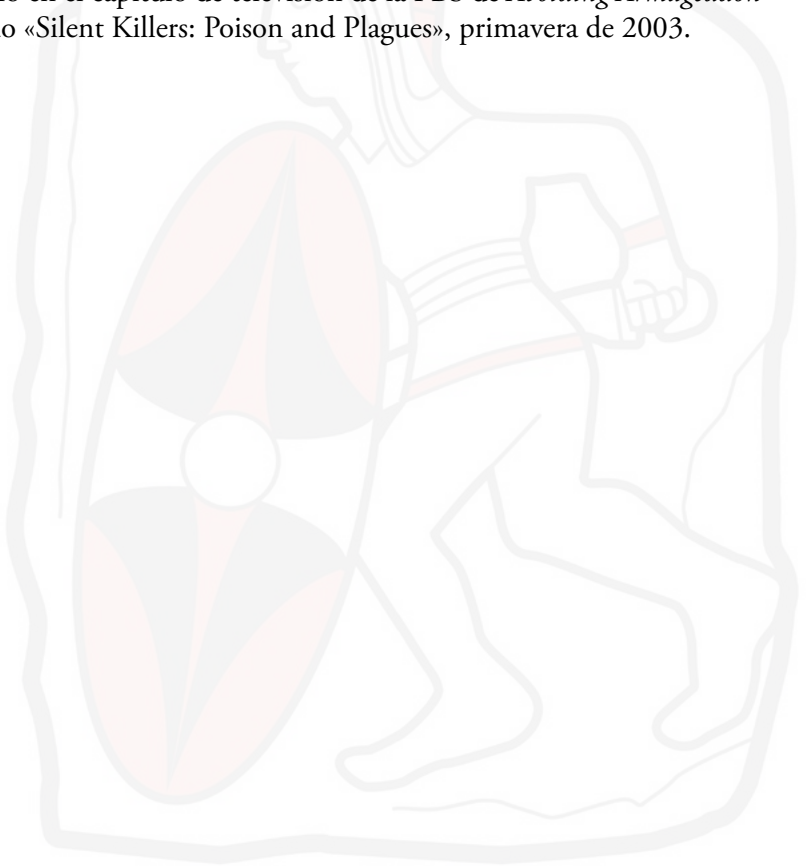 en el capítulo de televisión de la PBS de Avoiding Armageddon
o «Silent Killers: Poison and Plagues», primavera de 2003.